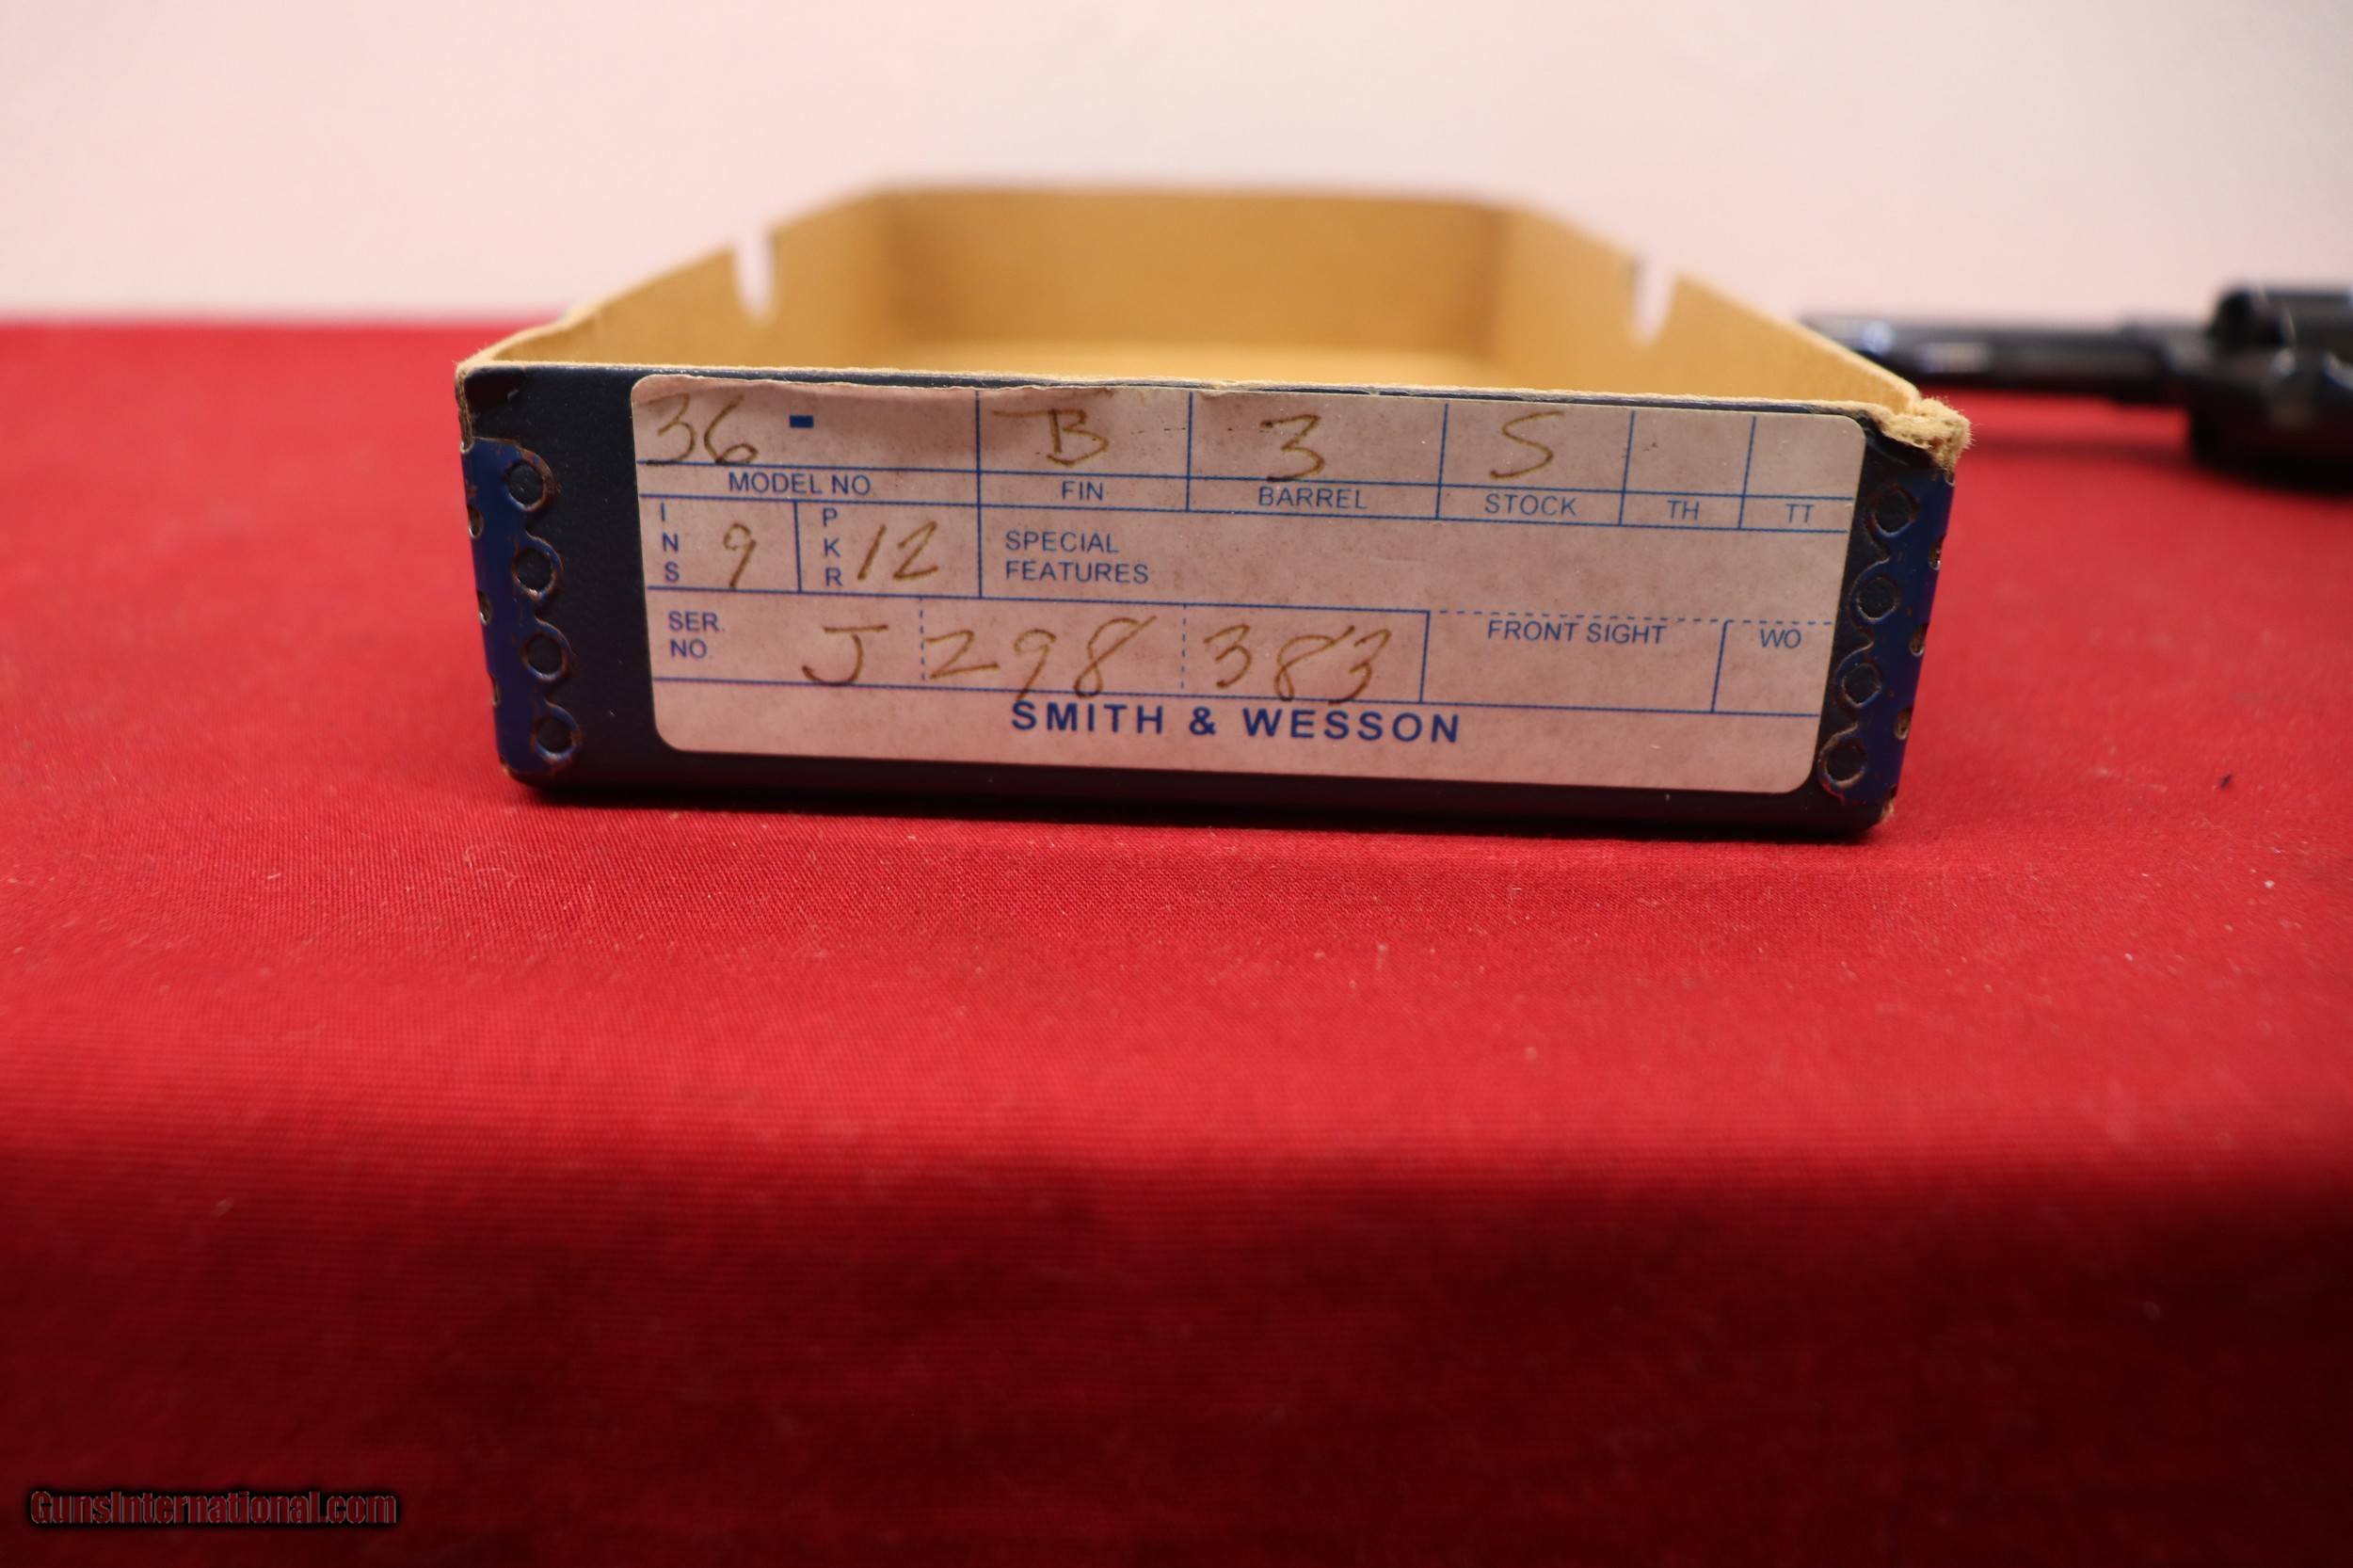 36 - B 3 S
MODEL NO. FIN BARREL STOCK TH TT
INS 9 PKR 12 SPECIAL FEATURES
SER. NO. J 298 383 FRONT SIGHT WO
SMITH & WESSON
GunsInternational.com